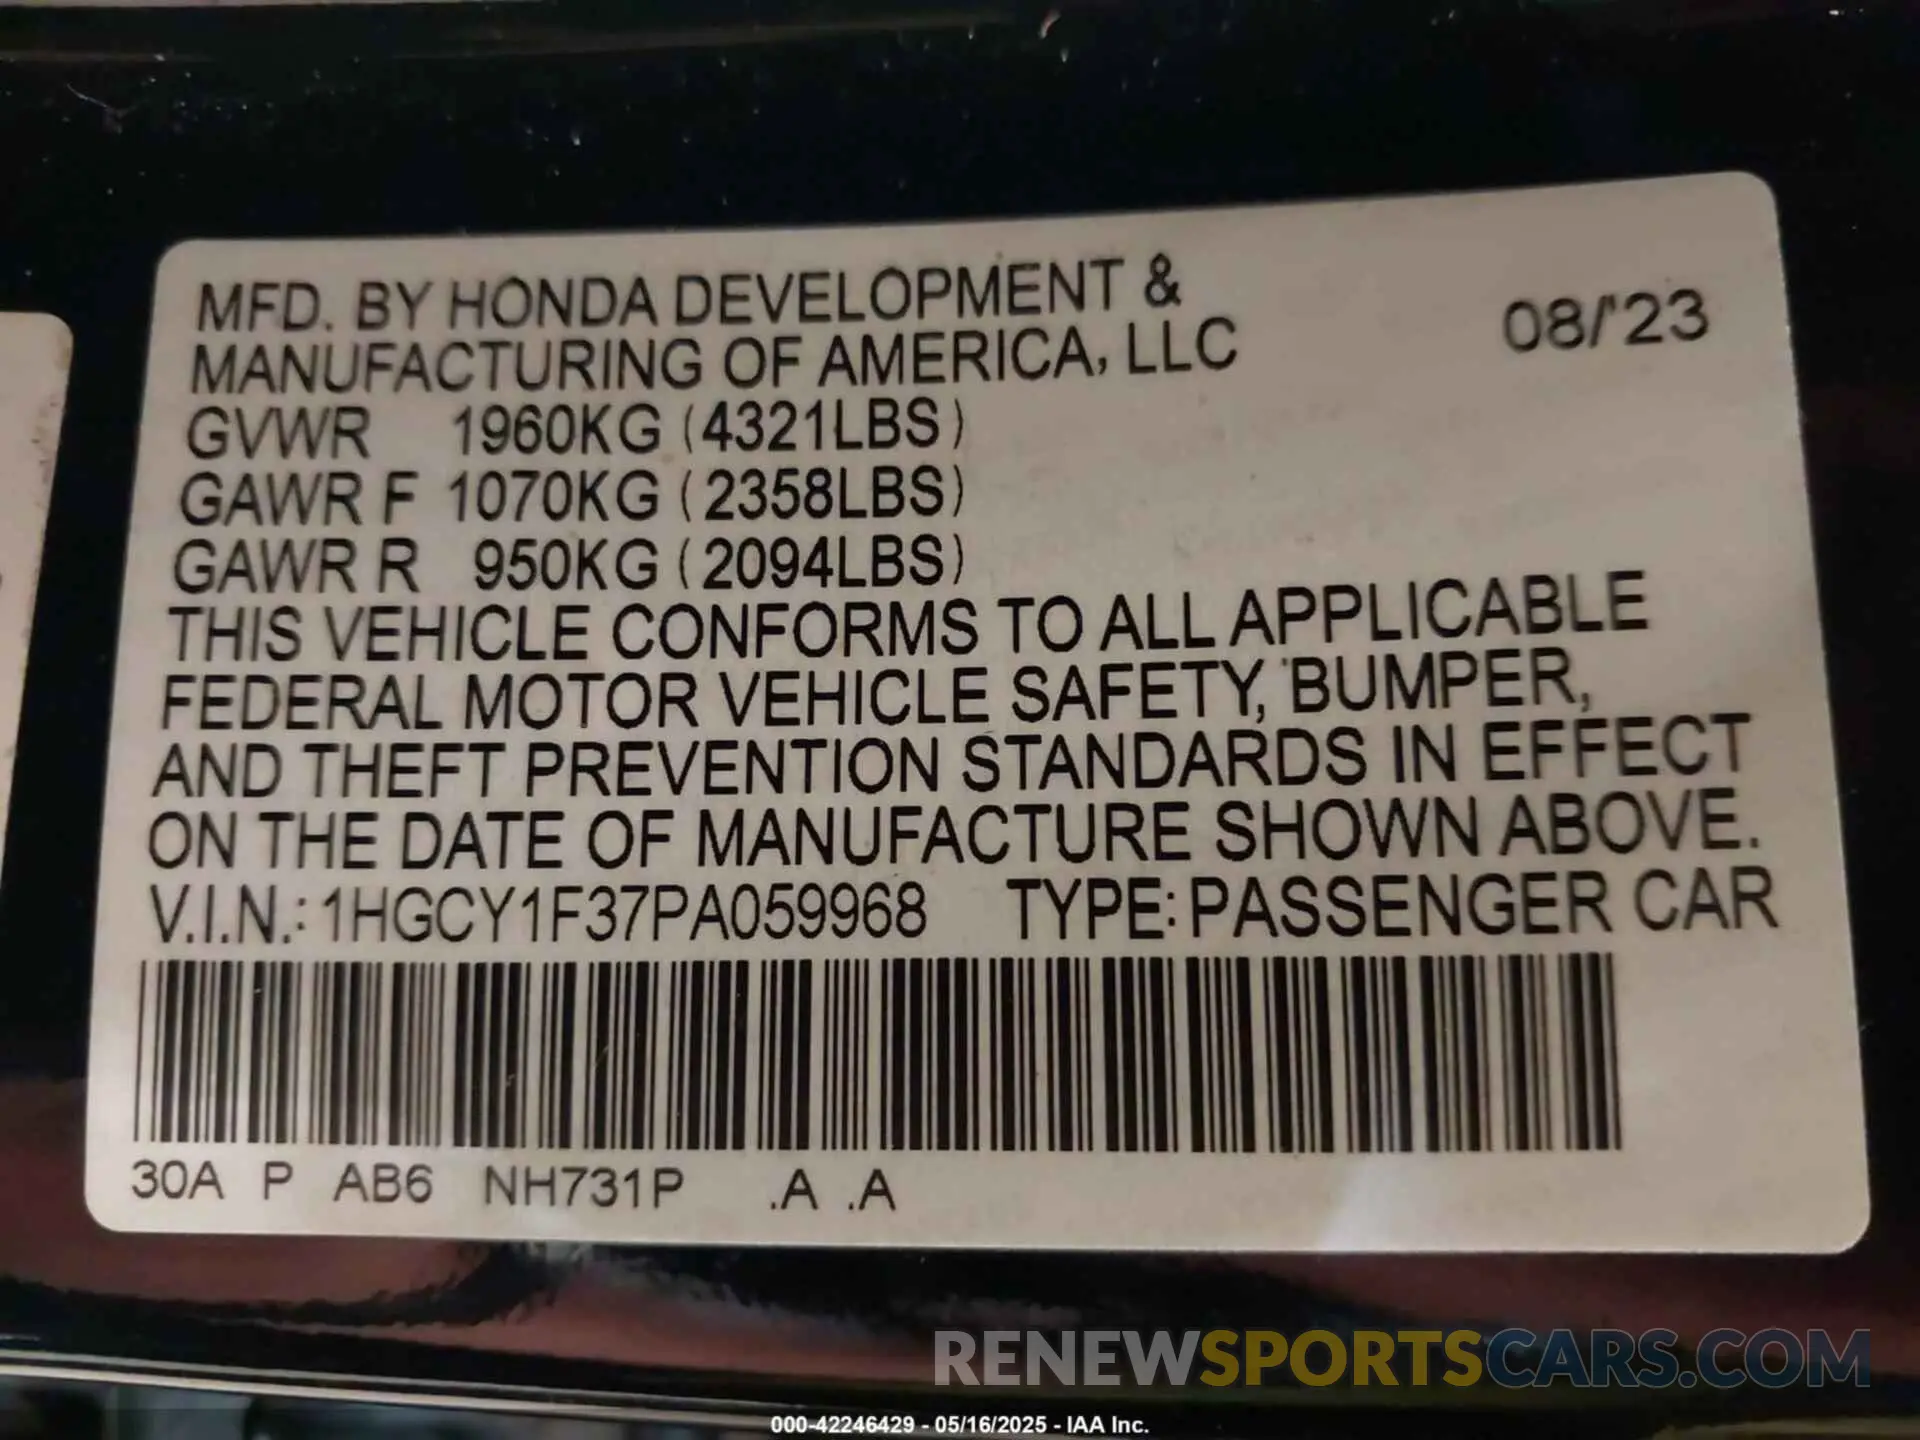 MFD. BY HONDA DEVELOPMENT &
MANUFACTURING OF AMERICA, LLC
08/'23
GVWR 1960KG (4321LBS)
GAWR F 1070KG (2358LBS)
GAWR R 950KG (2094LBS)
THIS VEHICLE CONFORMS TO ALL APPLICABLE
FEDERAL MOTOR VEHICLE SAFETY, BUMPER,
AND THEFT PREVENTION STANDARDS IN EFFECT
ON THE DATE OF MANUFACTURE SHOWN ABOVE.
V.I.N.: 1HGCY1F37PA059968 TYPE: PASSENGER CAR
30A P AB6 NH731P .A .A
RENEWSPORTSCARS.COM
000-42246429 - 05/16/2025 - IAA Inc.